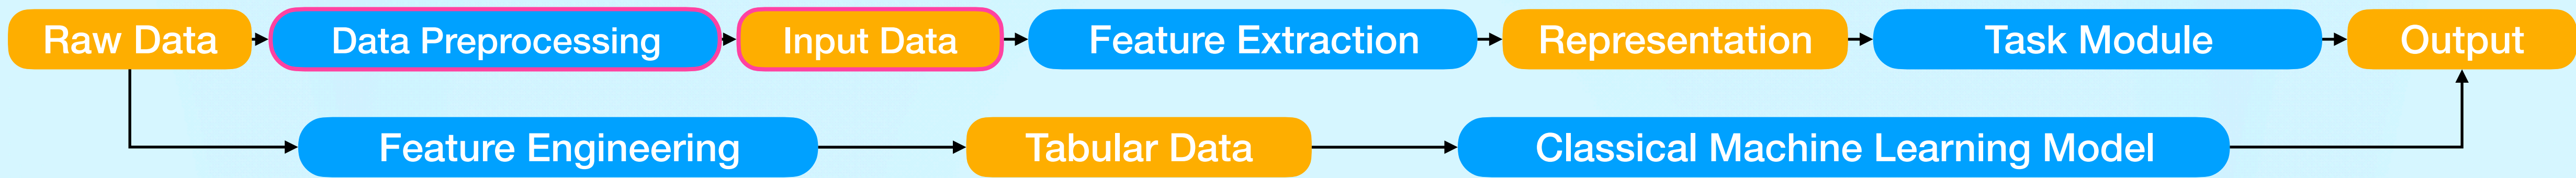 Raw Data
Data Preprocessing
Input Data
Feature Extraction
Representation
Task Module
Output
Feature Engineering
Tabular Data
Classical Machine Learning Model